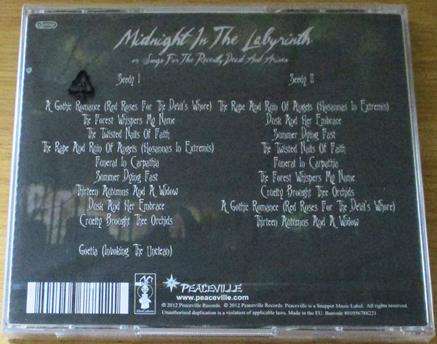 Midnight In The Labyrinth
or Songs For The Recently Dead And Arisen
Seedy I
A Gothic Romance (Red Roses For The Devil's Whore)
The Forest Whispers My Name
The Twisted Nails Of Faith
The Rape And Ruin Of Angels (Hosannas In Extremis)
Funeral In Carpathia
Summer Dying Fast
Thirteen Autumns And A Widow
Dusk And Her Embrace
Cruelty Brought Thee Orchids
Goetia (Invoking The Unclean)
Seedy II
The Rape And Ruin Of Angels (Hosannas In Extremis)
Dusk And Her Embrace
Summer Dying Fast
The Twisted Nails Of Faith
Funeral In Carpathia
The Forest Whispers My Name
Cruelty Brought Thee Orchids
A Gothic Romance (Red Roses For The Devil's Whore)
Thirteen Autumns And A Widow
PEACEVILLE
www.peaceville.com
℗ 2012 Peaceville Records. © 2012 Peaceville Records. Peaceville is a Snapper Music Label.
Unauthorised duplication is a violation of applicable laws. Made in the EU. Barcode